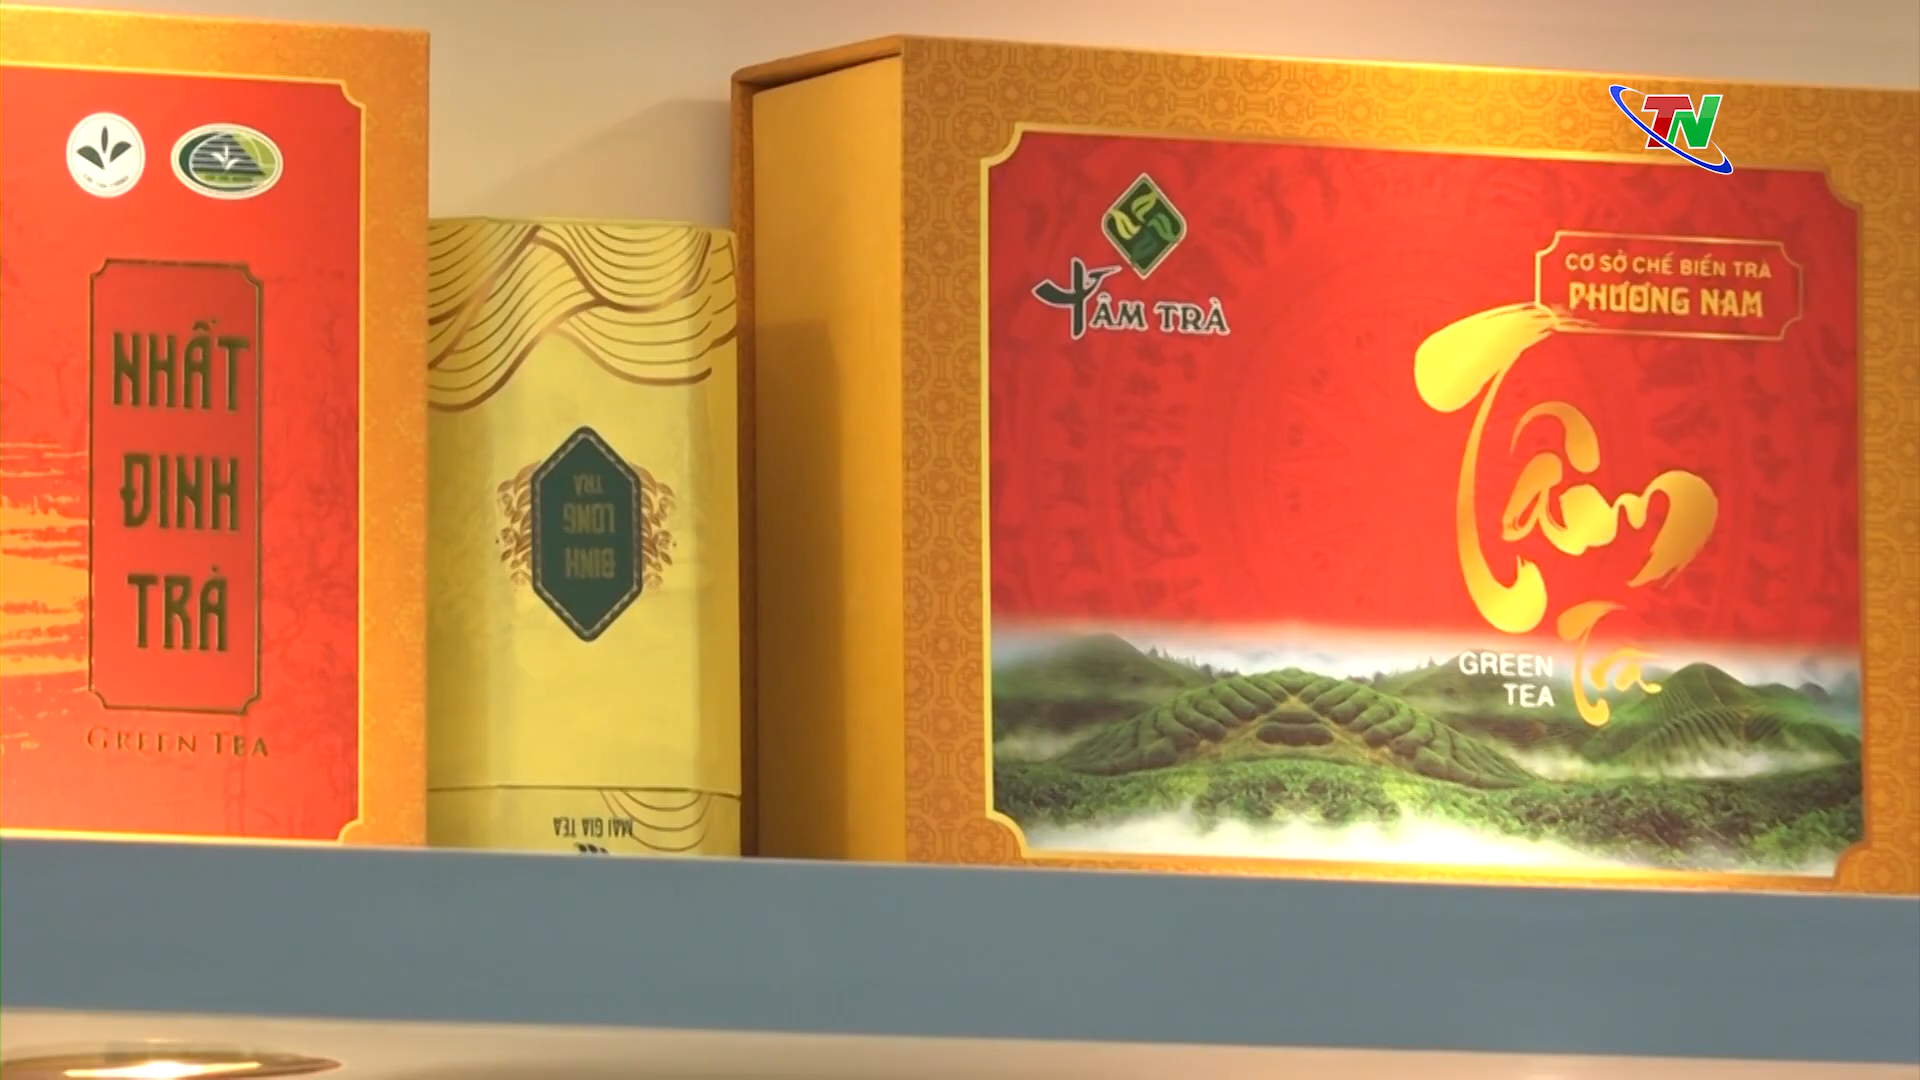 NHẤT
ĐINH
TRÀ
GREEN TEA
BINH
LONG
TRÀ
MAI GIA TEA
TÂM TRÀ
CƠ SỞ CHẾ BIẾN TRÀ
PHƯƠNG NAM
Tâm
Trà
GREEN
TEA
TN